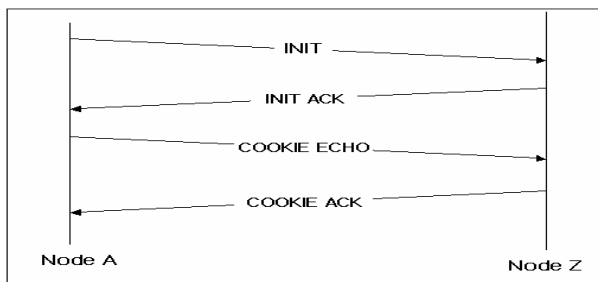 INIT
INIT ACK
COOKIE ECHO
COOKIE ACK
Node A
Node Z